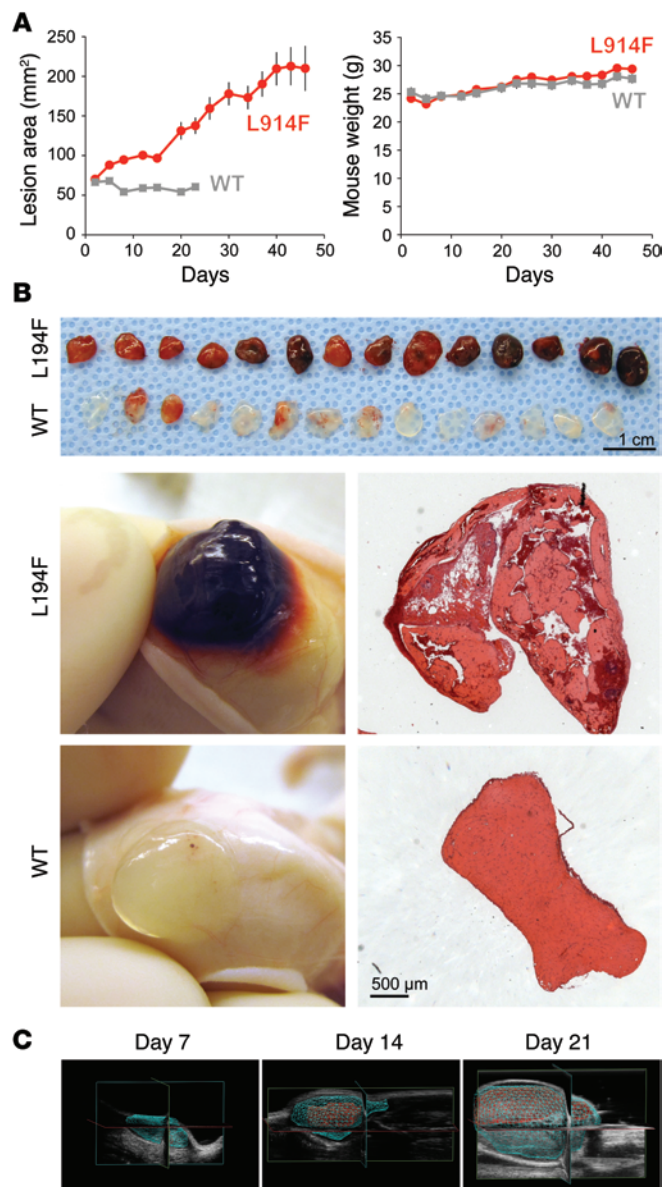 A
Lesion area (mm²)
250
200
150
100
50
0
L914F
WT
0 10 20 30 40 50
Days
Mouse weight (g)
35
30
25
20
15
10
5
0
L914F
WT
0 10 20 30 40 50
Days
B
L194F
WT
1 cm
L194F
WT
500 µm
C
Day 7
Day 14
Day 21